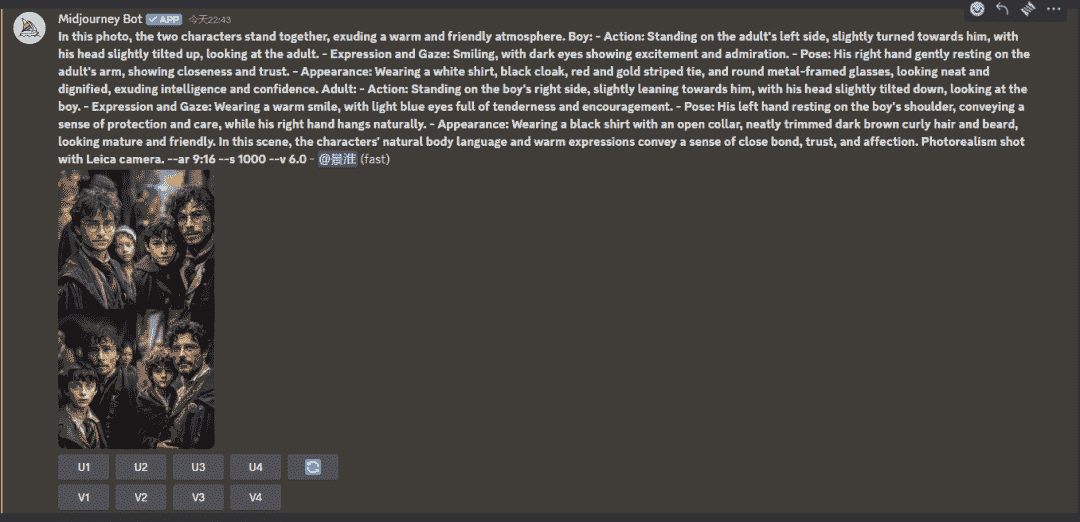 Midjourney Bot ✓ APP 今天22:43
In this photo, the two characters stand together, exuding a warm and friendly atmosphere. Boy: - Action: Standing on the adult's left side, slightly turned towards him, with
his head slightly tilted up, looking at the adult. - Expression and Gaze: Smiling, with dark eyes showing excitement and admiration. - Pose: His right hand gently resting on the
adult's arm, showing closeness and trust. - Appearance: Wearing a white shirt, black cloak, red and gold striped tie, and round metal-framed glasses, looking neat and
dignified, exuding intelligence and confidence. Adult: - Action: Standing on the boy's right side, slightly leaning towards him, with his head slightly tilted down, looking at the
boy. - Expression and Gaze: Wearing a warm smile, with light blue eyes full of tenderness and encouragement. - Pose: His left hand resting on the boy's shoulder, conveying a
sense of protection and care, while his right hand hangs naturally. - Appearance: Wearing a black shirt with an open collar, neatly trimmed dark brown curly hair and beard,
looking mature and friendly. In this scene, the characters' natural body language and warm expressions convey a sense of close bond, trust, and affection. Photorealism shot
with Leica camera. --ar 9:16 --s 1000 --v 6.0 - @景淮 (fast)
U1 U2 U3 U4
V1 V2 V3 V4